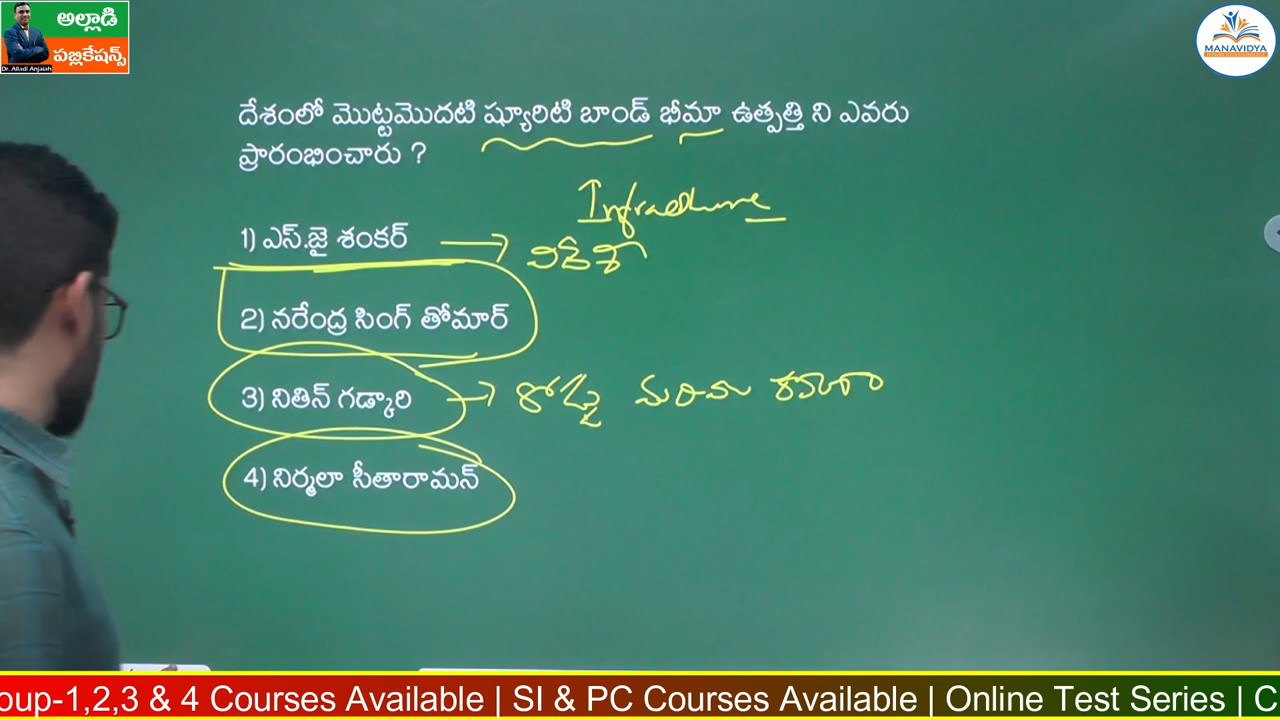 అల్లాడి
పబ్లికేషన్స్
Dr. Alladi Anjaiah
MANAVIDYA
దేశంలో మొట్టమొదటి ష్యూరిటి బాండ్ భీమా ఉత్పత్తి ని ఎవరు
ప్రారంభించారు ?
1) ఎస్.జై శంకర్
2) నరేంద్ర సింగ్ తోమార్
3) నితిన్ గడ్కారి
4) నిర్మలా సీతారామన్
oup-1,2,3 & 4 Courses Available | SI & PC Courses Available | Online Test Series | C